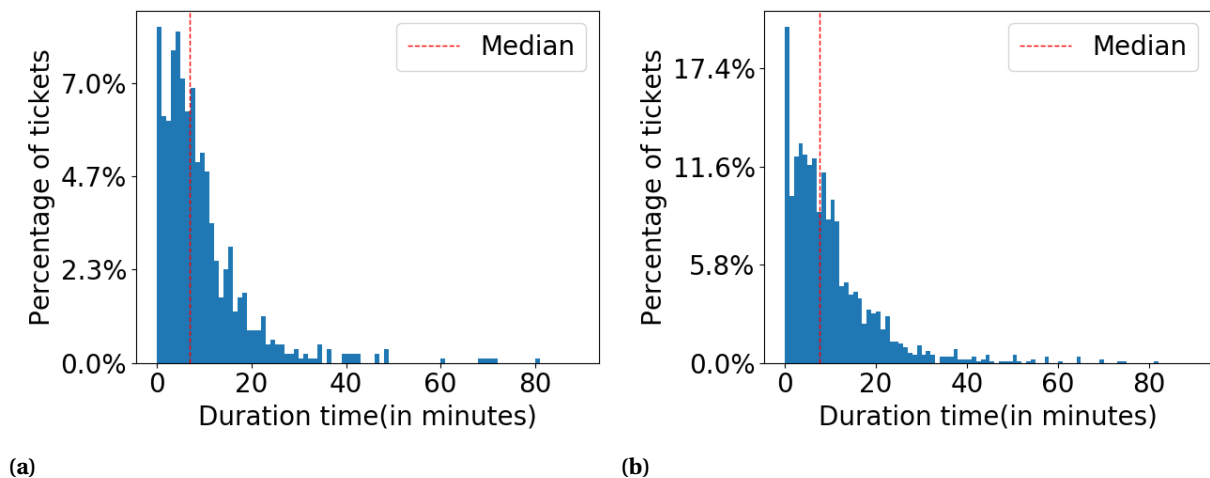 Percentage of tickets
7.0%
4.7%
2.3%
0.0%
Median
0 20 40 60 80
Duration time(in minutes)
(a)
Percentage of tickets
17.4%
11.6%
5.8%
0.0%
Median
0 20 40 60 80
Duration time(in minutes)
(b)